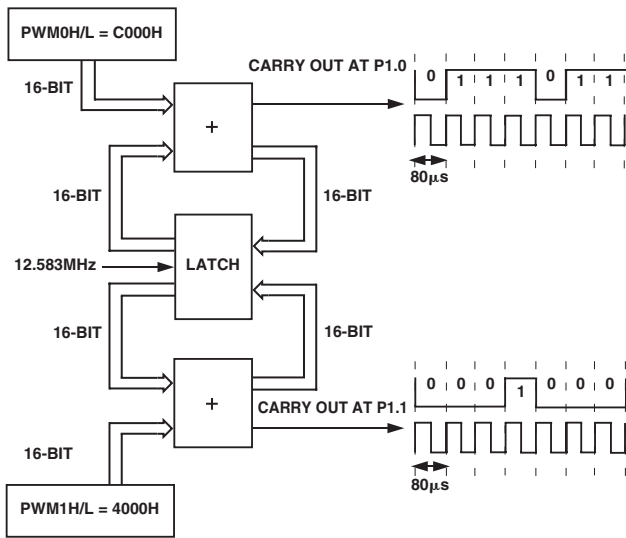 PWM0H/L = C000H
16-BIT
CARRY OUT AT P1.0
0 1 1 1 0 1 1
+
80μs
16-BIT
16-BIT
12.583MHz
LATCH
16-BIT
16-BIT
0 0 0 1 0 0 0
+
CARRY OUT AT P1.1
16-BIT
80μs
PWM1H/L = 4000H